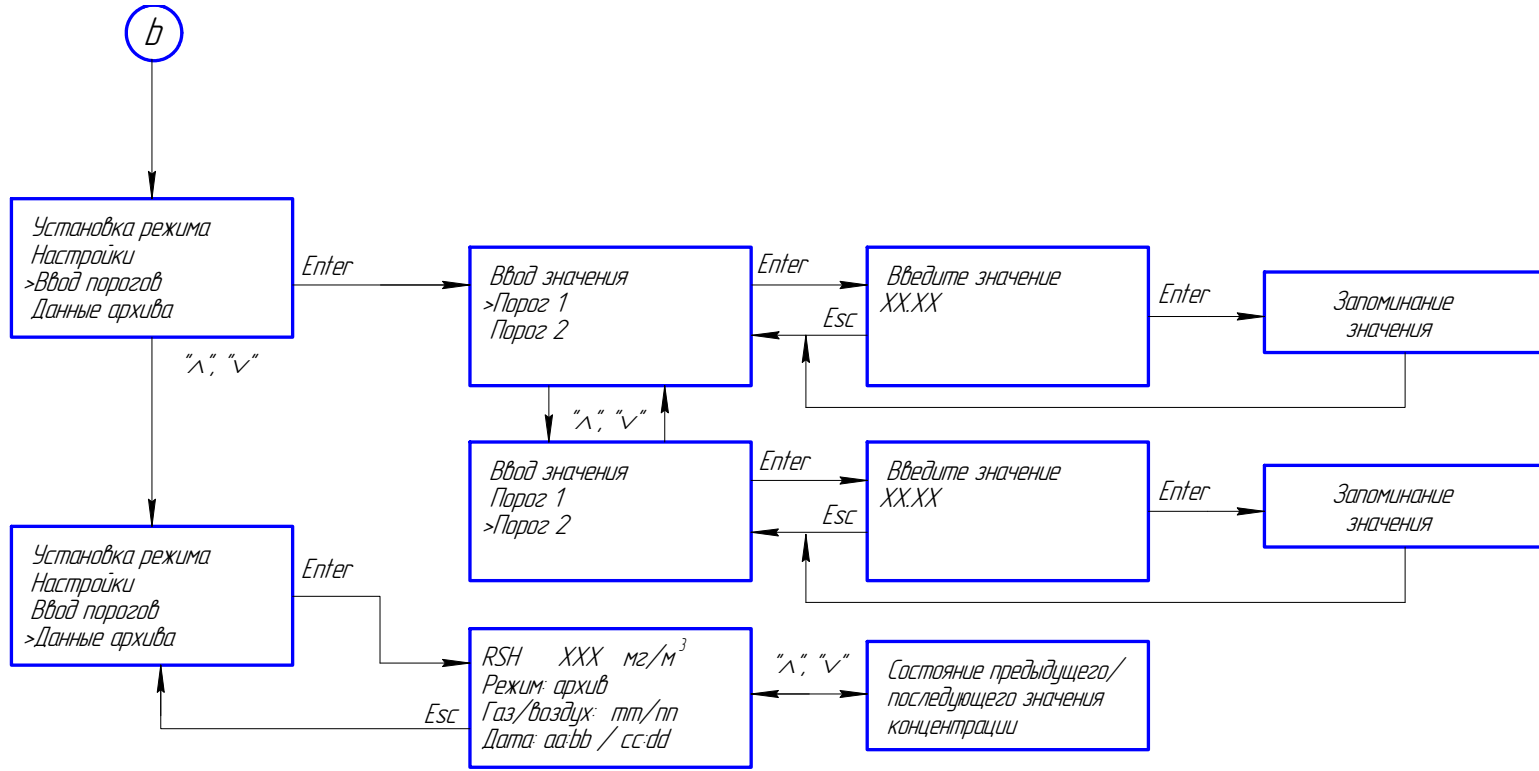 b
Установка режима
Настройки
>Ввод порогов
Данные архива
Enter
"∧", "∨"
Ввод значения
>Порог 1
Порог 2
Enter
Esc
Введите значение
XX.XX
Enter
Запоминание
значения
"∧", "∨"
Ввод значения
Порог 1
>Порог 2
Enter
Esc
Введите значение
XX.XX
Enter
Запоминание
значения
Установка режима
Настройки
Ввод порогов
>Данные архива
Enter
Esc
RSH XXX мг/м³
Режим: архив
Газ/воздух: mm/nn
Дата: aa:bb / cc:dd
"∧", "∨"
Состояние предыдущего/
последующего значения
концентрации